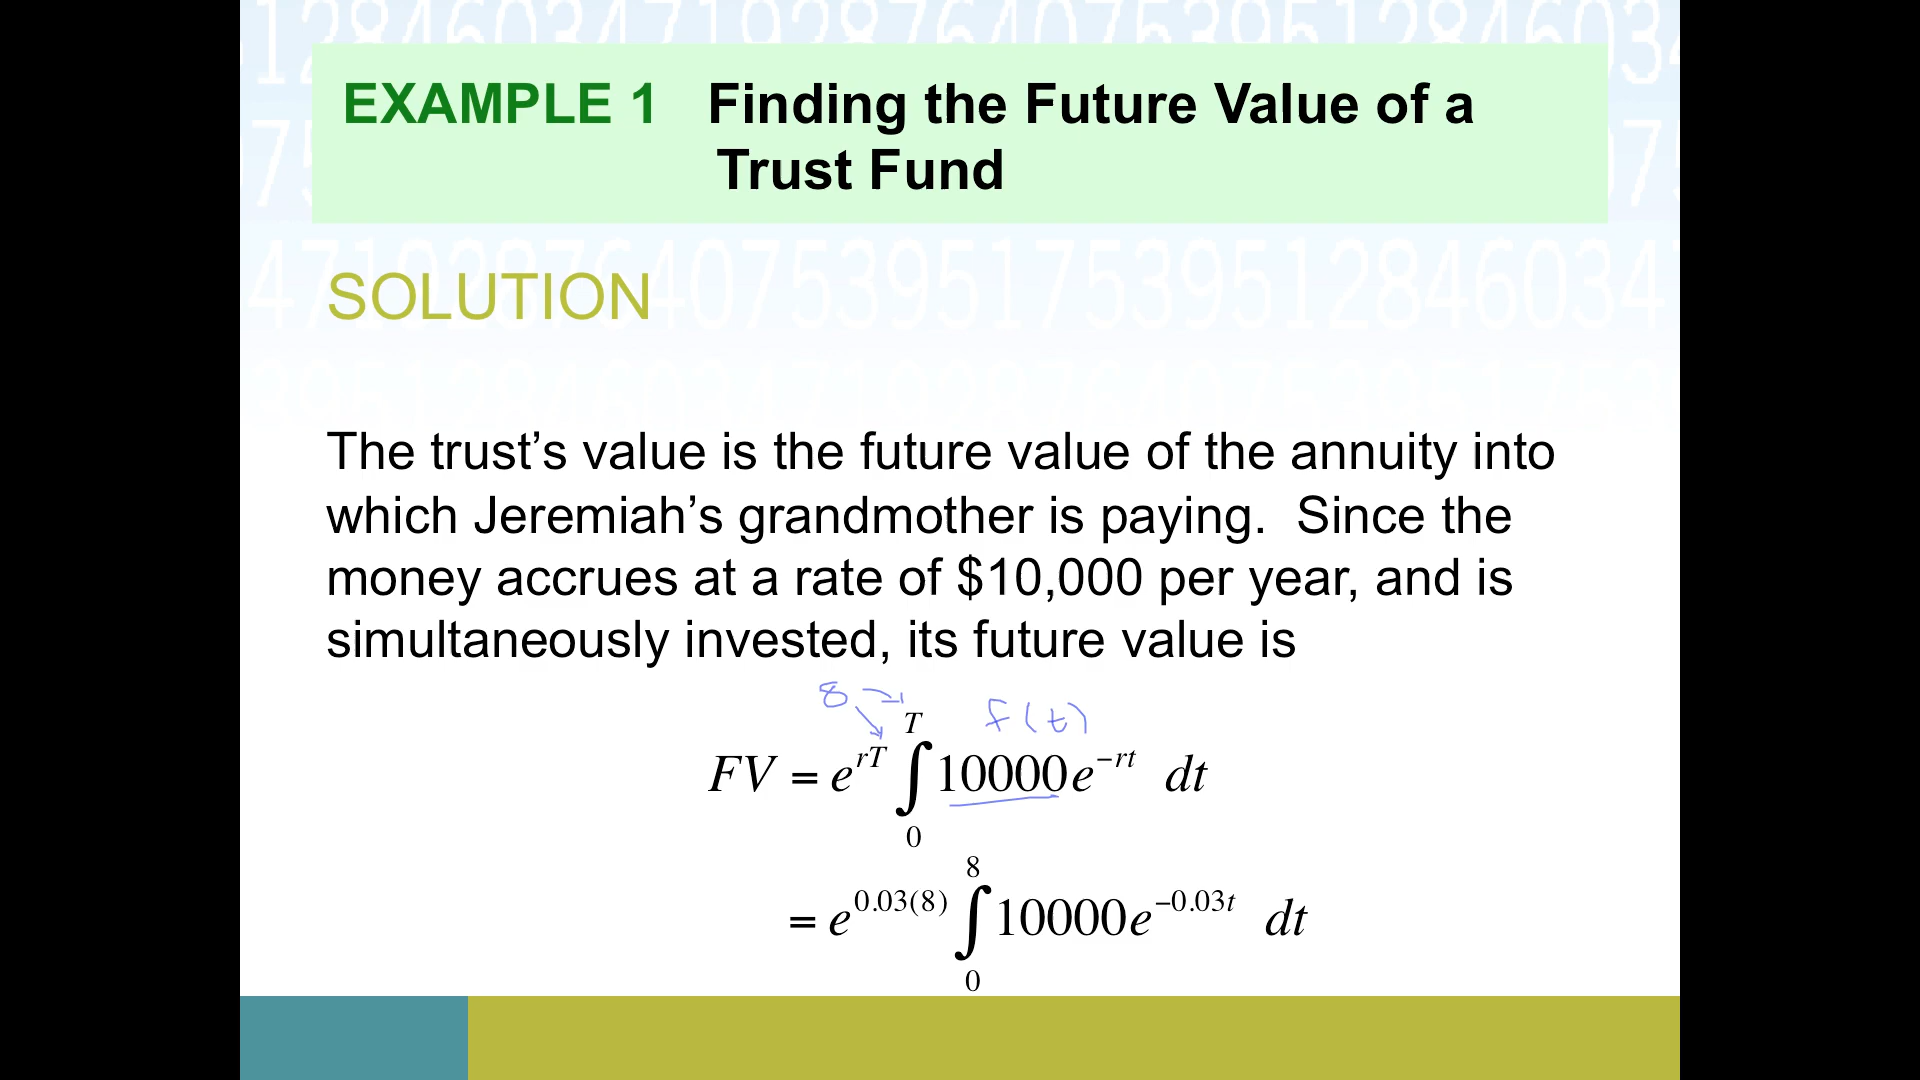 EXAMPLE 1 Finding the Future Value of a
Trust Fund
SOLUTION
The trust’s value is the future value of the annuity into
which Jeremiah’s grandmother is paying. Since the
money accrues at a rate of $10,000 per year, and is
simultaneously invested, its future value is
8 f(t)
FV = e^{rT} ∫_0^T 10000e^{−rt} dt
= e^{0.03(8)} ∫_0^8 10000e^{−0.03t} dt